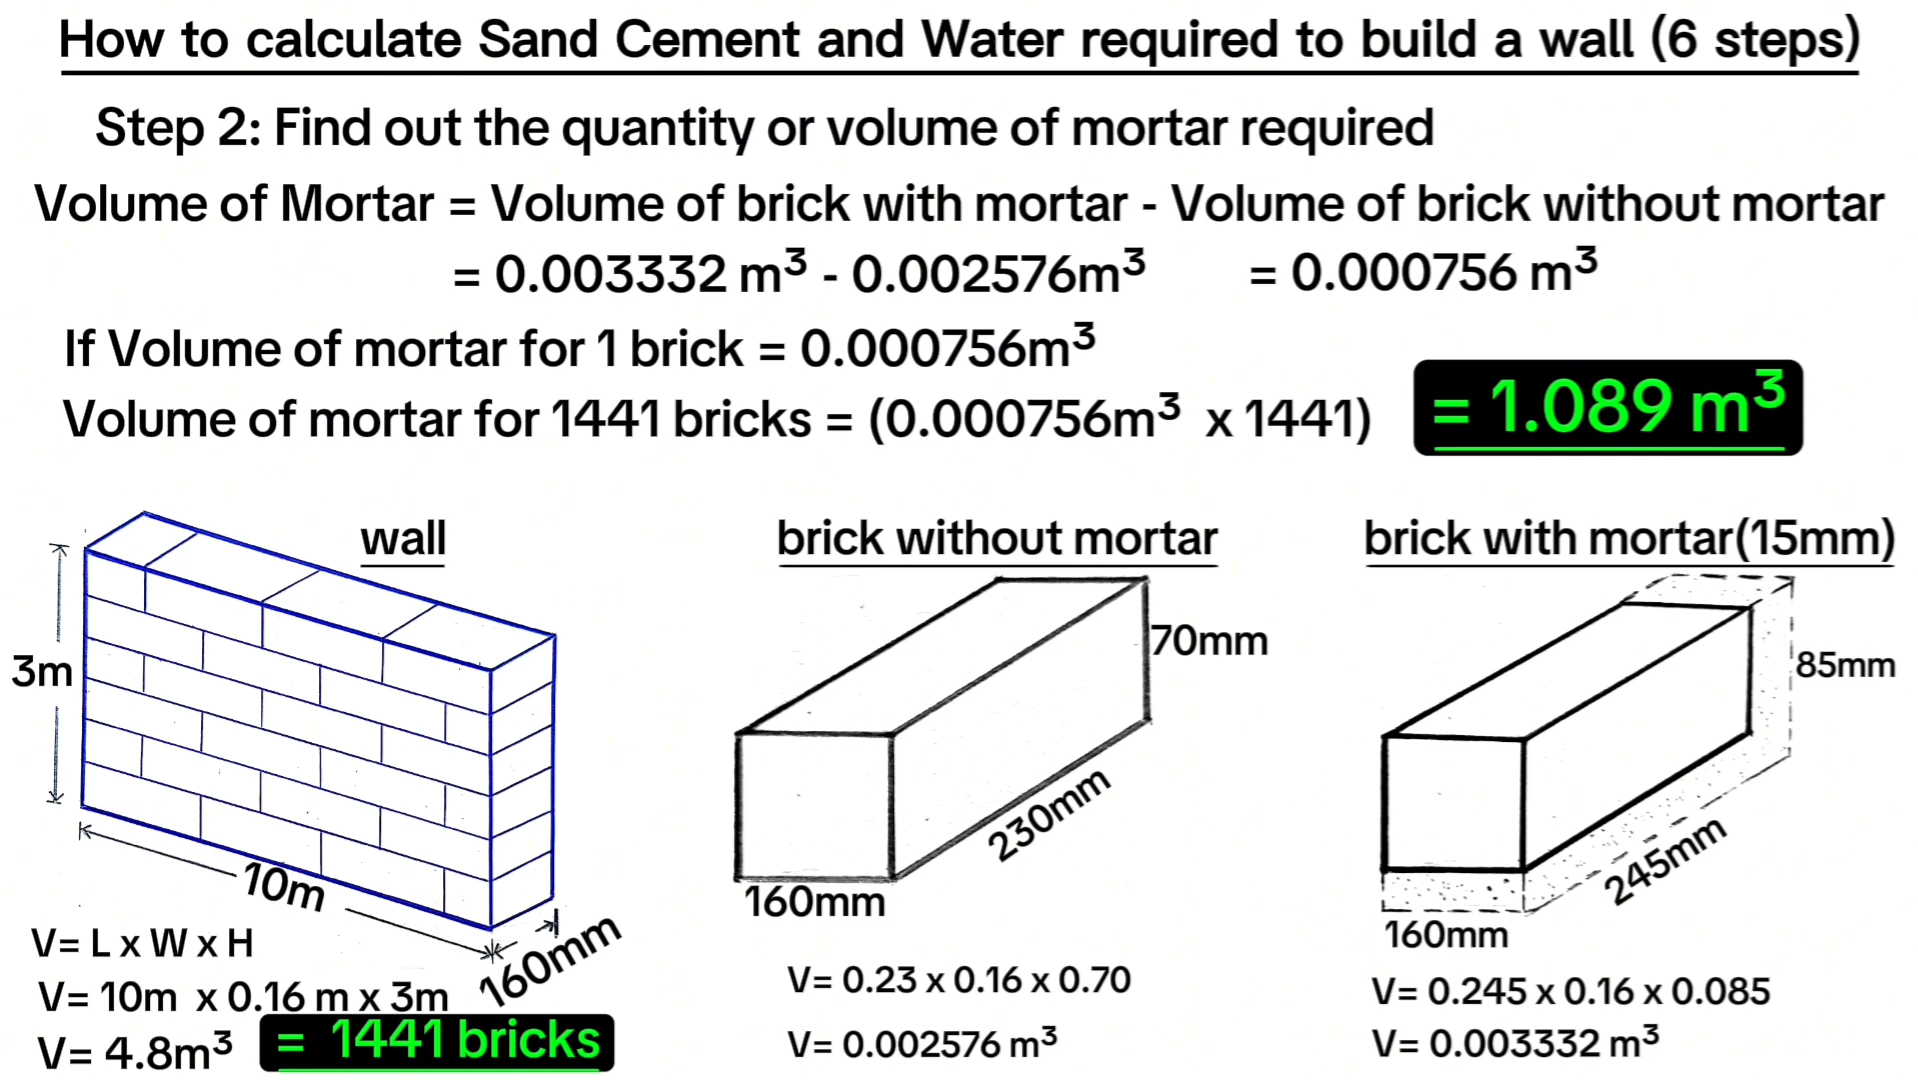 How to calculate Sand Cement and Water required to build a wall (6 steps)
Step 2: Find out the quantity or volume of mortar required
Volume of Mortar = Volume of brick with mortar - Volume of brick without mortar
= 0.003332 m³ - 0.002576m³ = 0.000756 m³
If Volume of mortar for 1 brick = 0.000756m³
Volume of mortar for 1441 bricks = (0.000756m³ x 1441) = 1.089 m³
wall
3m
10m
160mm
V= L x W x H
V= 10m x 0.16 m x 3m
V= 4.8m³ = 1441 bricks
brick without mortar
70mm
230mm
160mm
V= 0.23 x 0.16 x 0.70
V= 0.002576 m³
brick with mortar(15mm)
85mm
245mm
160mm
V= 0.245 x 0.16 x 0.085
V= 0.003332 m³